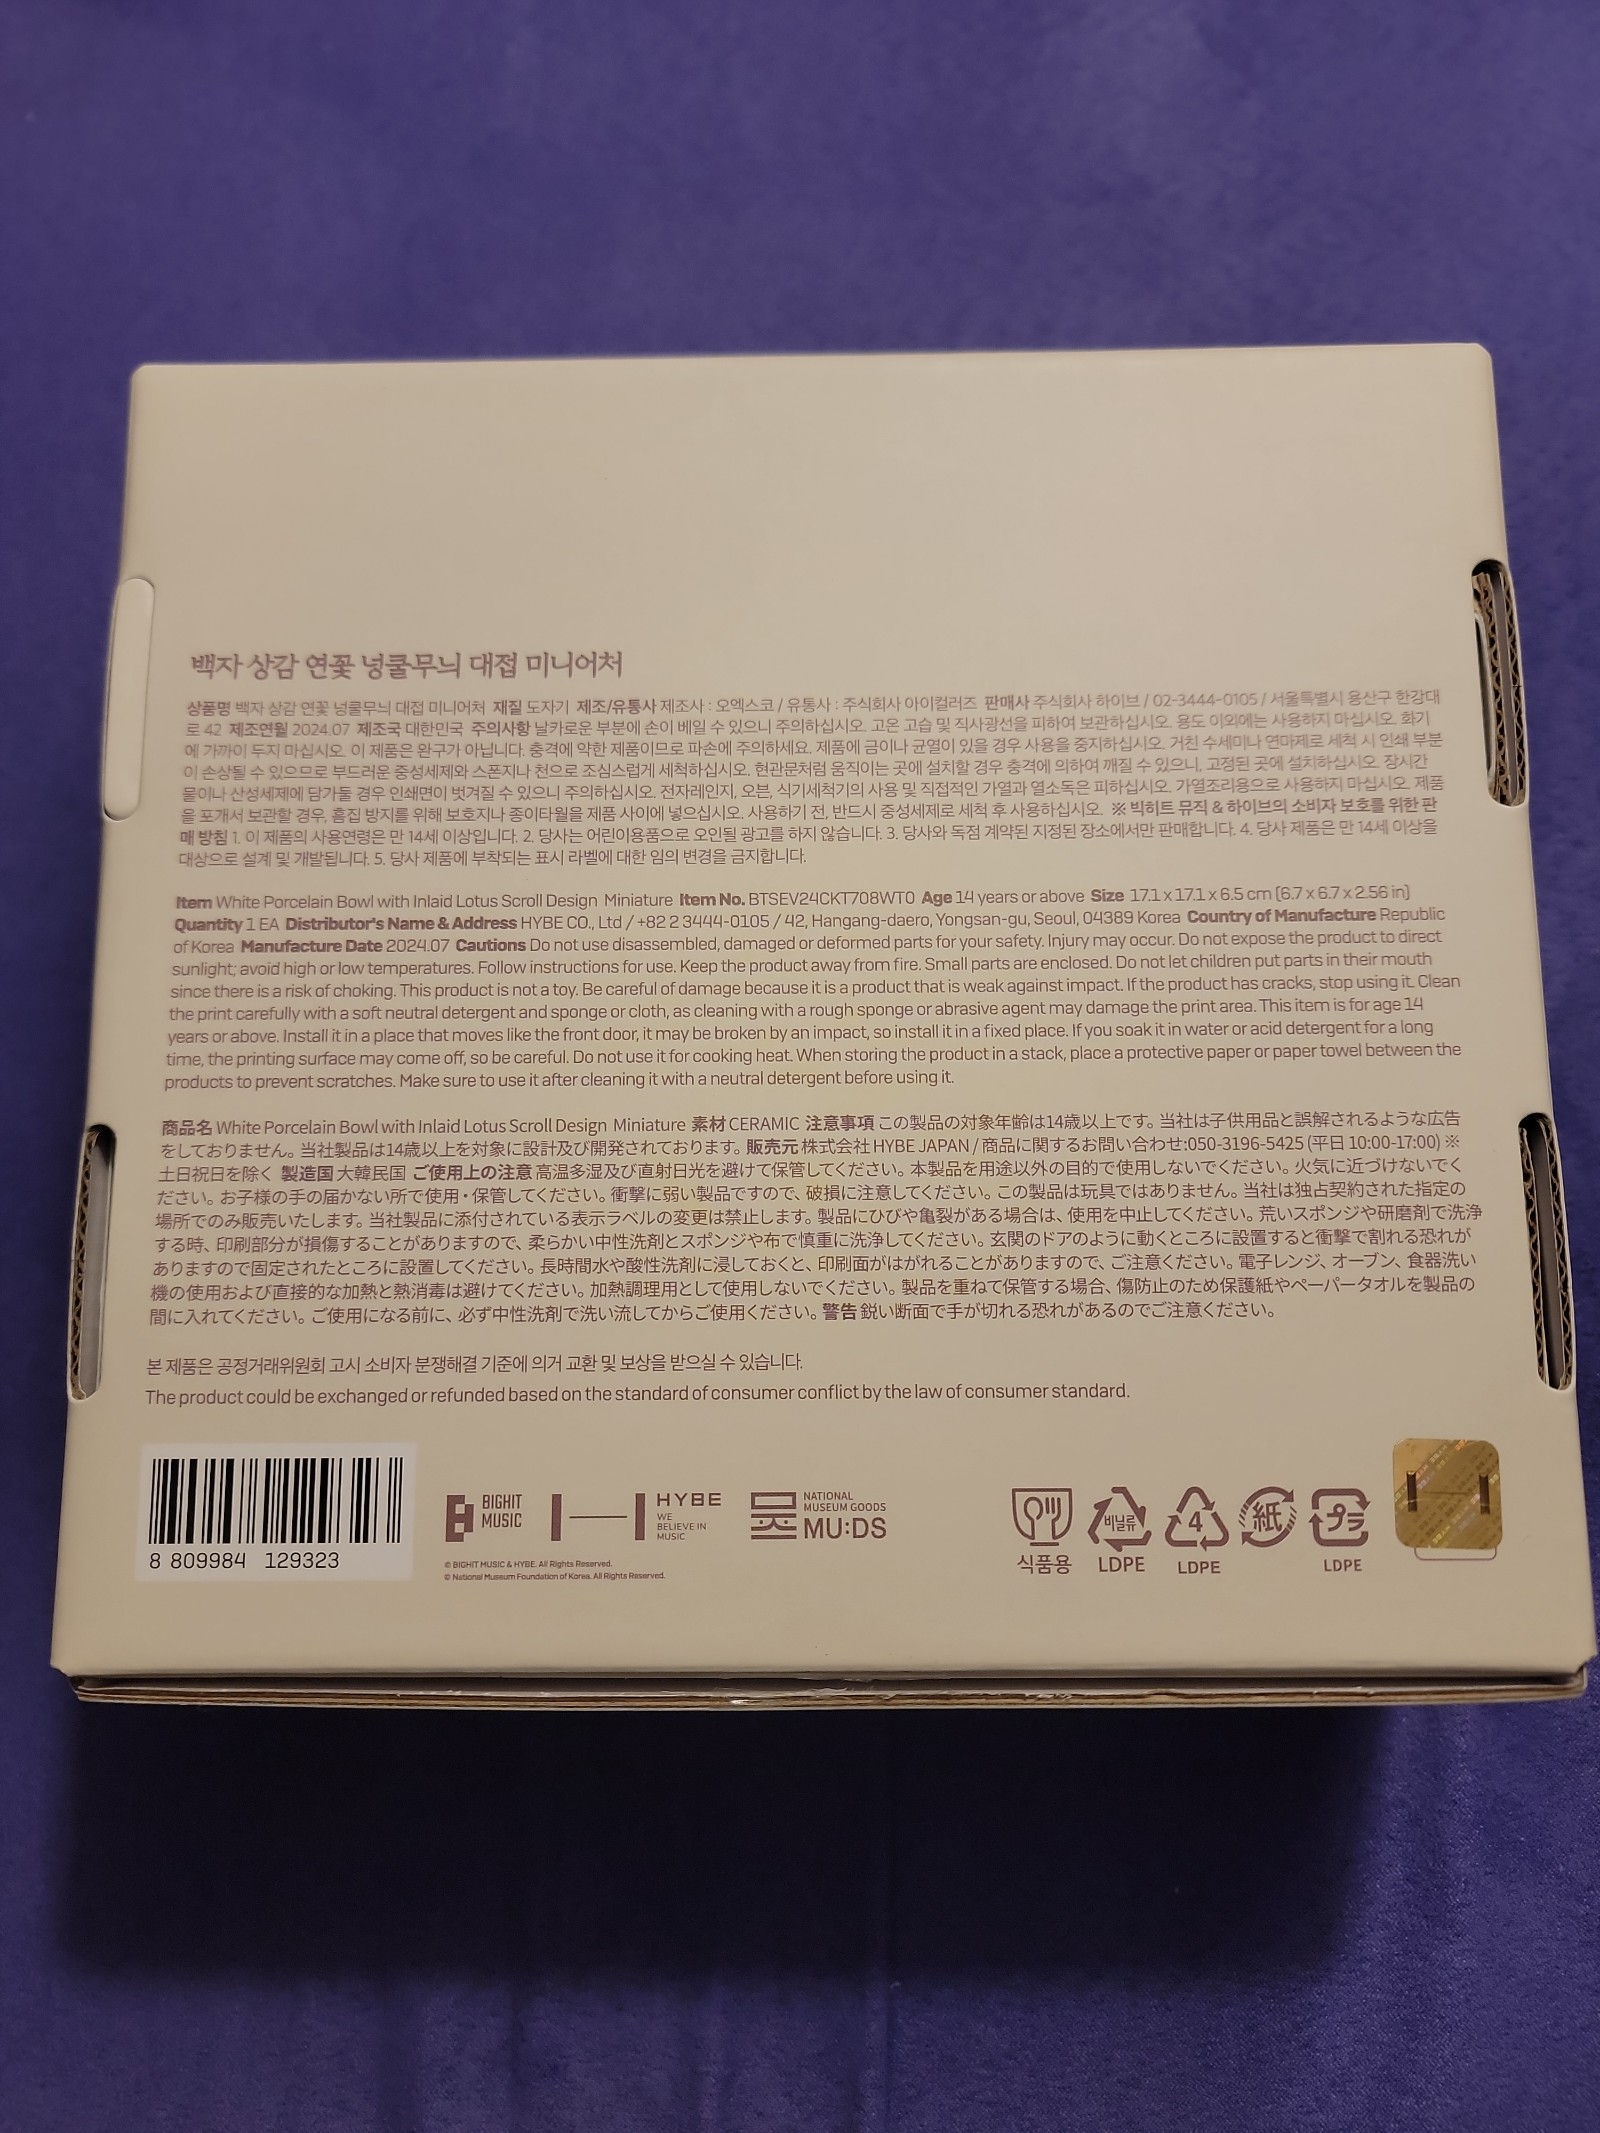 백자 상감 연꽃 넝쿨무늬 대접 미니어처
상품명 백자 상감 연꽃 넝쿨무늬 대접 미니어처 재질 도자기 제조/유통사 제조사 : 오엑스코 / 유통사 : 주식회사 아이컬러즈 판매사 주식회사 하이브 / 02-3444-0105 / 서울특별시 용산구 한강대
로 42 제조연월 2024.07 제조국 대한민국 주의사항 날카로운 부분에 손이 베일 수 있으니 주의하십시오. 고온 고습 및 직사광선을 피하여 보관하십시오. 용도 이외에는 사용하지 마십시오. 화기
에 가까이 두지 마십시오. 이 제품은 완구가 아닙니다. 충격에 약한 제품이므로 파손에 주의하세요. 제품에 금이나 균열이 있을 경우 사용을 중지하십시오. 거친 수세미나 연마제로 세척 시 인쇄 부분
이 손상될 수 있으므로 부드러운 중성세제와 스폰지나 천으로 조심스럽게 세척하십시오. 현관문처럼 움직이는 곳에 설치할 경우 충격에 의하여 깨질 수 있으니, 고정된 곳에 설치하십시오. 장시간
물이나 산성세제에 담가둘 경우 인쇄면이 벗겨질 수 있으니 주의하십시오. 전자레인지, 오븐, 식기세척기의 사용 및 직접적인 가열과 열소독은 피하십시오. 가열조리용으로 사용하지 마십시오. 제품
을 포개서 보관할 경우, 흠집 방지를 위해 보호지나 종이타월을 제품 사이에 넣으십시오. 사용하기 전, 반드시 중성세제로 세척 후 사용하십시오. ※ 빅히트 뮤직 & 하이브의 소비자 보호를 위한 판
매 방침 1. 이 제품의 사용연령은 만 14세 이상입니다. 2. 당사는 어린이용품으로 오인될 광고를 하지 않습니다. 3. 당사와 독점 계약된 지정된 장소에서만 판매합니다. 4. 당사 제품은 만 14세 이상을
대상으로 설계 및 개발됩니다. 5. 당사 제품에 부착되는 표시 라벨에 대한 임의 변경을 금지합니다.
Item White Porcelain Bowl with Inlaid Lotus Scroll Design Miniature Item No. BTSEV24CKT708WT0 Age 14 years or above Size 17.1 x 17.1 x 6.5 cm (6.7 x 6.7 x 2.56 in)
Quantity 1 EA Distributor's Name & Address HYBE CO., Ltd / +82 2 3444-0105 / 42, Hangang-daero, Yongsan-gu, Seoul, 04389 Korea Country of Manufacture Republic
of Korea Manufacture Date 2024.07 Cautions Do not use disassembled, damaged or deformed parts for your safety. Injury may occur. Do not expose the product to direct
sunlight; avoid high or low temperatures. Follow instructions for use. Keep the product away from fire. Small parts are enclosed. Do not let children put parts in their mouth
since there is a risk of choking. This product is not a toy. Be careful of damage because it is a product that is weak against impact. If the product has cracks, stop using it. Clean
the print carefully with a soft neutral detergent and sponge or cloth, as cleaning with a rough sponge or abrasive agent may damage the print area. This item is for age 14
years or above. Install it in a place that moves like the front door, it may be broken by an impact, so install it in a fixed place. If you soak it in water or acid detergent for a long
time, the printing surface may come off, so be careful. Do not use it for cooking heat. When storing the product in a stack, place a protective paper or paper towel between the
products to prevent scratches. Make sure to use it after cleaning it with a neutral detergent before using it.
商品名 White Porcelain Bowl with Inlaid Lotus Scroll Design Miniature 素材 CERAMIC 注意事項 この製品の対象年齢は14歳以上です。当社は子供用品と誤解されるような広告
をしておりません。当社製品は14歳以上を対象に設計及び開発されております。販売元 株式会社 HYBE JAPAN / 商品に関するお問い合わせ:050-3196-5425 (平日 10:00-17:00) ※
土日祝日を除く 製造国 大韓民国 ご使用上の注意 高温多湿及び直射日光を避けて保管してください。本製品を用途以外の目的で使用しないでください。火気に近づけないでく
ださい。お子様の手の届かない所で使用・保管してください。衝撃に弱い製品ですので、破損に注意してください。この製品は玩具ではありません。当社は独占契約された指定の
場所でのみ販売いたします。当社製品に添付されている表示ラベルの変更は禁止します。製品にひびや亀裂がある場合は、使用を中止してください。荒いスポンジや研磨剤で洗浄
する時、印刷部分が損傷することがありますので、柔らかい中性洗剤とスポンジや布で慎重に洗浄してください。玄関のドアのように動くところに設置すると衝撃で割れる恐れが
ありますので固定されたところに設置してください。長時間水や酸性洗剤に浸しておくと、印刷面がはがれることがありますので、ご注意ください。電子レンジ、オーブン、食器洗い
機の使用および直接的な加熱と熱消毒は避けてください。加熱調理用として使用しないでください。製品を重ねて保管する場合、傷防止のため保護紙やペーパータオルを製品の
間に入れてください。ご使用になる前に、必ず中性洗剤で洗い流してからご使用ください。警告 鋭い断面で手が切れる恐れがあるのでご注意ください。
본 제품은 공정거래위원회 고시 소비자 분쟁해결 기준에 의거 교환 및 보상을 받으실 수 있습니다.
The product could be exchanged or refunded based on the standard of consumer conflict by the law of consumer standard.
8 809984 129323
BIGHIT
MUSIC
HYBE
WE
BELIEVE IN
MUSIC
NATIONAL
MUSEUM GOODS
MU:DS
© BIGHIT MUSIC & HYBE. All Rights Reserved.
© National Museum Foundation of Korea. All Rights Reserved.
식품용
비닐류
LDPE
4
LDPE
紙
プラ
LDPE